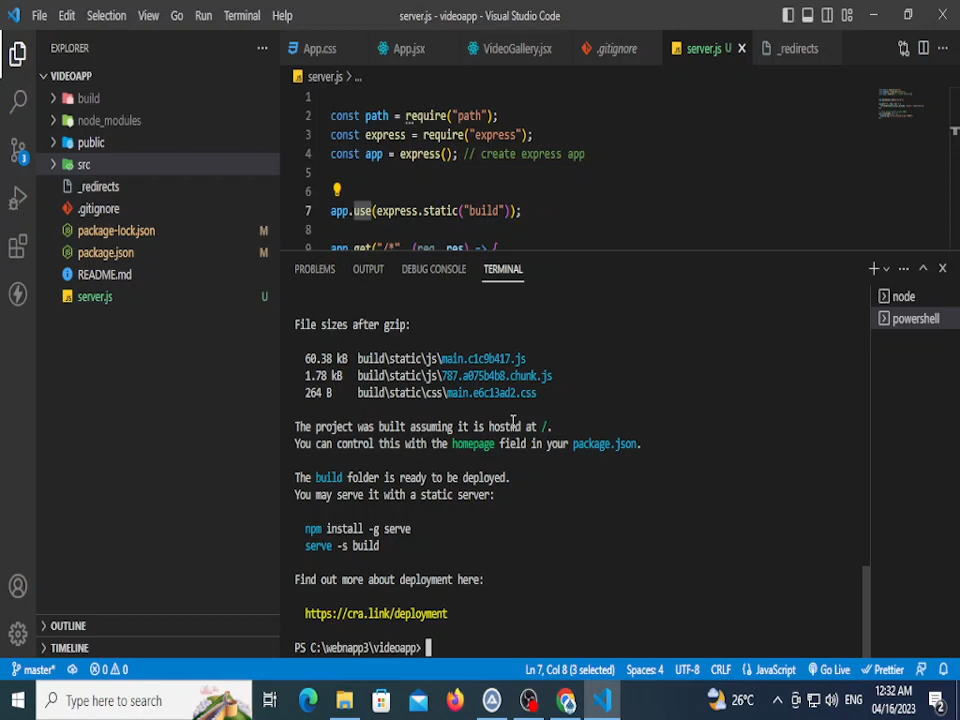 File Edit Selection View Go Run Terminal Help
server.js - videoapp - Visual Studio Code
EXPLORER
App.css
App.jsx
VideoGallery.jsx
.gitignore
server.js U
_redirects
VIDEOAPP
build
node_modules
public
src
_redirects
.gitignore
package-lock.json M
package.json M
README.md
server.js U
OUTLINE
TIMELINE
server.js > ...
1
2 const path = require("path");
3 const express = require("express");
4 const app = express(); // create express app
5
6
7 app.use(express.static("build"));
8
9 app.get("/*", (req, res) => {
PROBLEMS OUTPUT DEBUG CONSOLE TERMINAL
node
powershell
File sizes after gzip:
60.38 kB build\static\js\main.c1c9b417.js
1.78 kB build\static\js\787.a075b4b8.chunk.js
264 B build\static\css\main.e6c13ad2.css
The project was built assuming it is hosted at /.
You can control this with the homepage field in your package.json.
The build folder is ready to be deployed.
You may serve it with a static server:
npm install -g serve
serve -s build
Find out more about deployment here:
https://cra.link/deployment
PS C:\webnapp3\videoapp>
3
master* 0 0
Ln 7, Col 8 (3 selected) Spaces: 4 UTF-8 CRLF JavaScript Go Live Prettier
Type here to search
26°C ENG
12:32 AM
04/16/2023
2